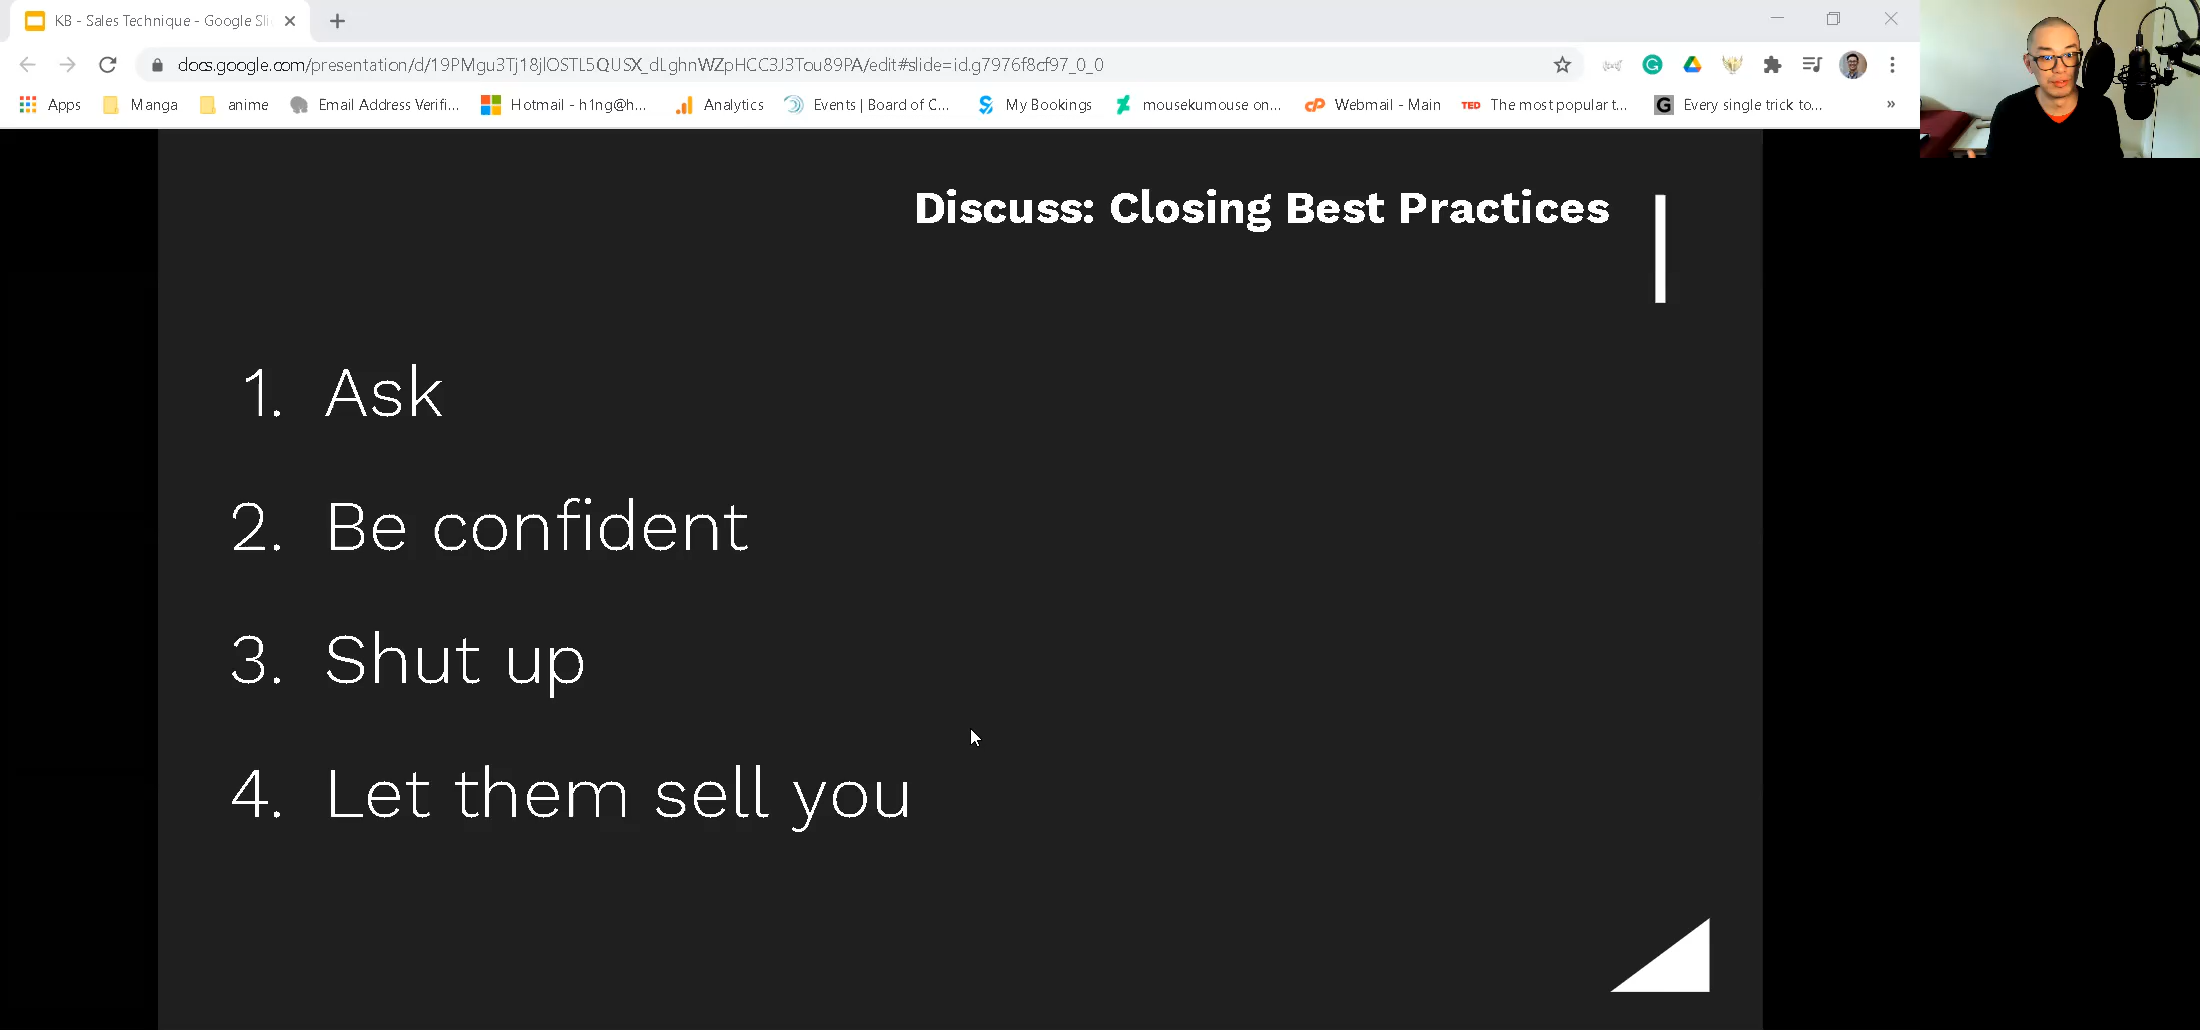 KB - Sales Technique - Google Sli
docs.google.com/presentation/d/19PMgu3Tj18jlOSTL5QUSX_dLghnWZpHCC3J3Tou89PA/edit#slide=id.g7976f8cf97_0_0
Apps Manga anime Email Address Verifi... Hotmail - h1ng@h... Analytics Events | Board of C... My Bookings mousekumouse on... Webmail - Main TED The most popular t... G Every single trick to... »
Discuss: Closing Best Practices
1. Ask
2. Be confident
3. Shut up
4. Let them sell you